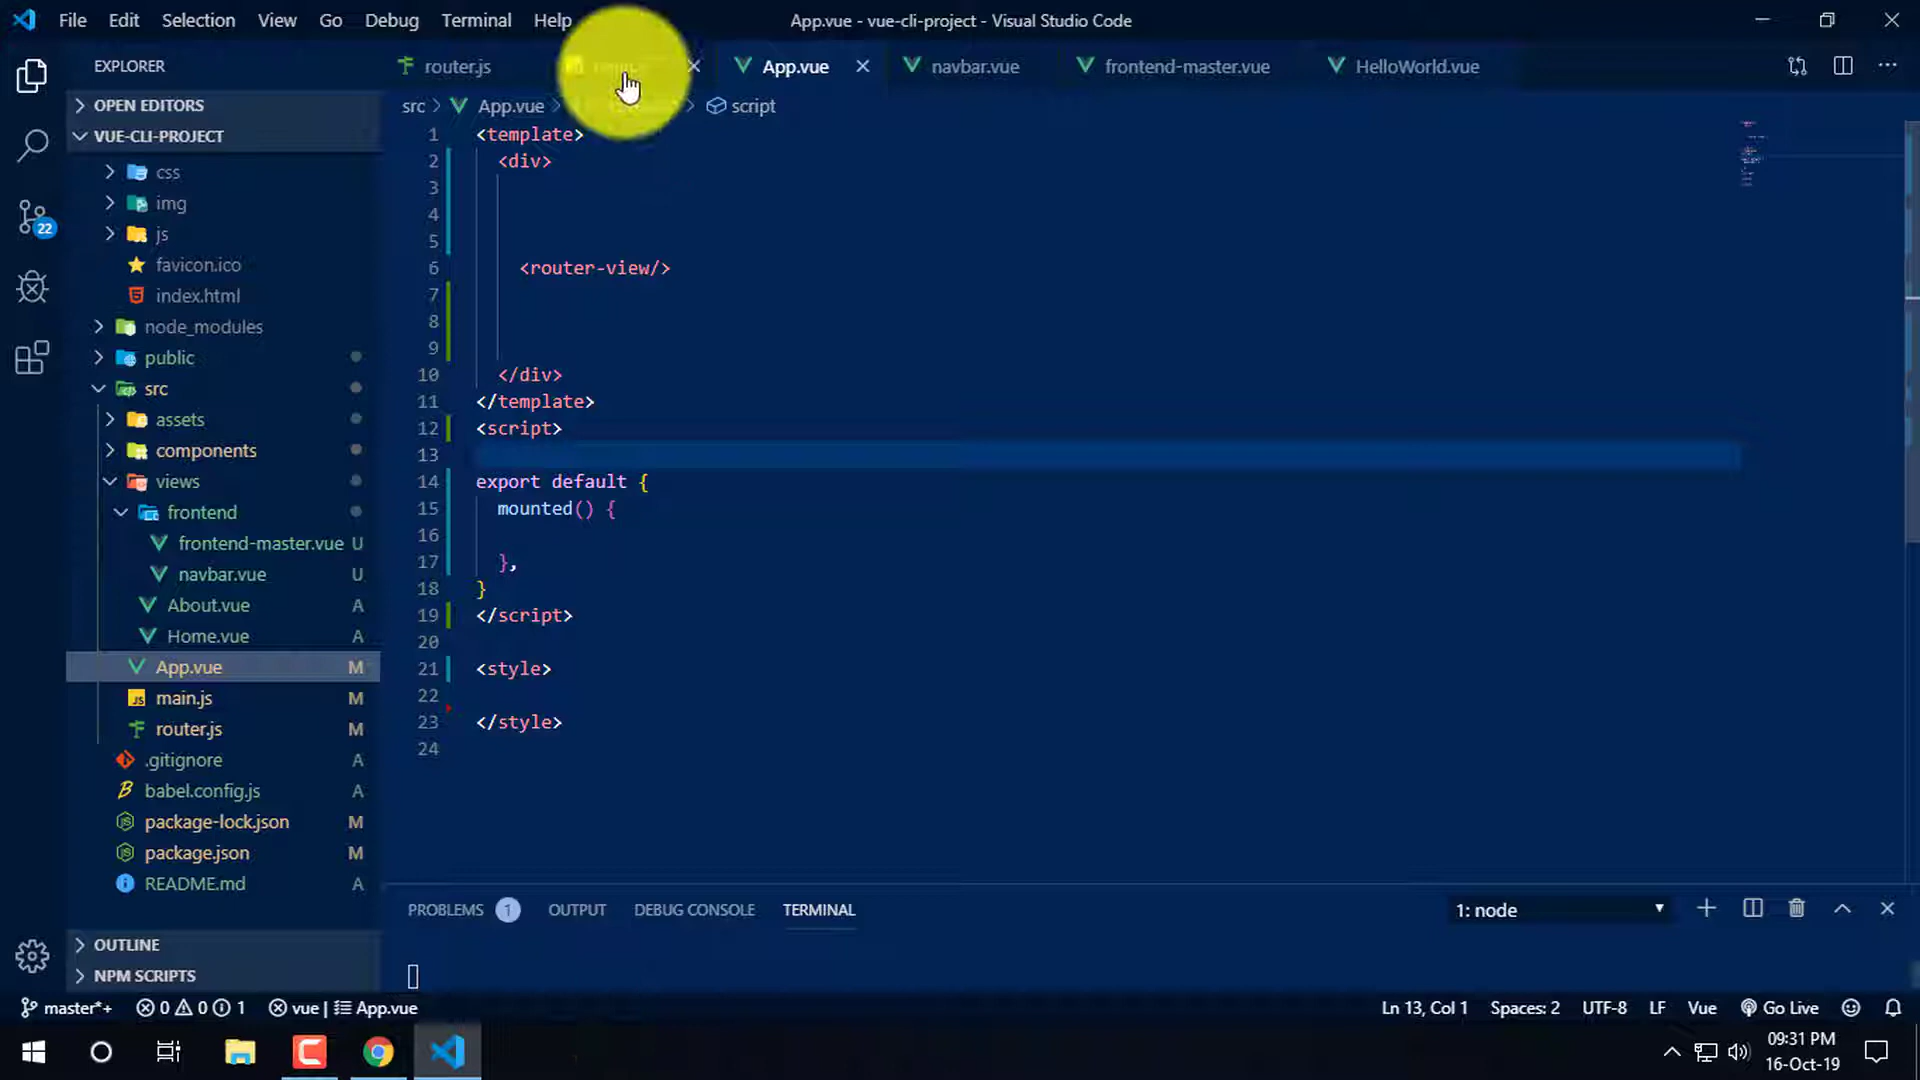 File Edit Selection View Go Debug Terminal Help App.vue - vue-cli-project - Visual Studio Code
EXPLORER
router.js App.vue navbar.vue frontend-master.vue HelloWorld.vue
OPEN EDITORS
VUE-CLI-PROJECT
css
img
js
favicon.ico
index.html
node_modules
public
src
assets
components
views
frontend
frontend-master.vue U
navbar.vue U
About.vue A
Home.vue A
App.vue M
main.js M
router.js M
.gitignore A
babel.config.js A
package-lock.json M
package.json M
README.md A
OUTLINE
NPM SCRIPTS
22
src > App.vue > > script
1 <template>
2 <div>
3
4
5
6 <router-view/>
7
8
9
10 </div>
11 </template>
12 <script>
13
14 export default {
15 mounted() {
16
17 },
18 }
19 </script>
20
21 <style>
22
23 </style>
24
PROBLEMS 1 OUTPUT DEBUG CONSOLE TERMINAL 1: node
master*+ 0 0 1 vue | App.vue Ln 13, Col 1 Spaces: 2 UTF-8 LF Vue Go Live
09:31 PM
16-Oct-19